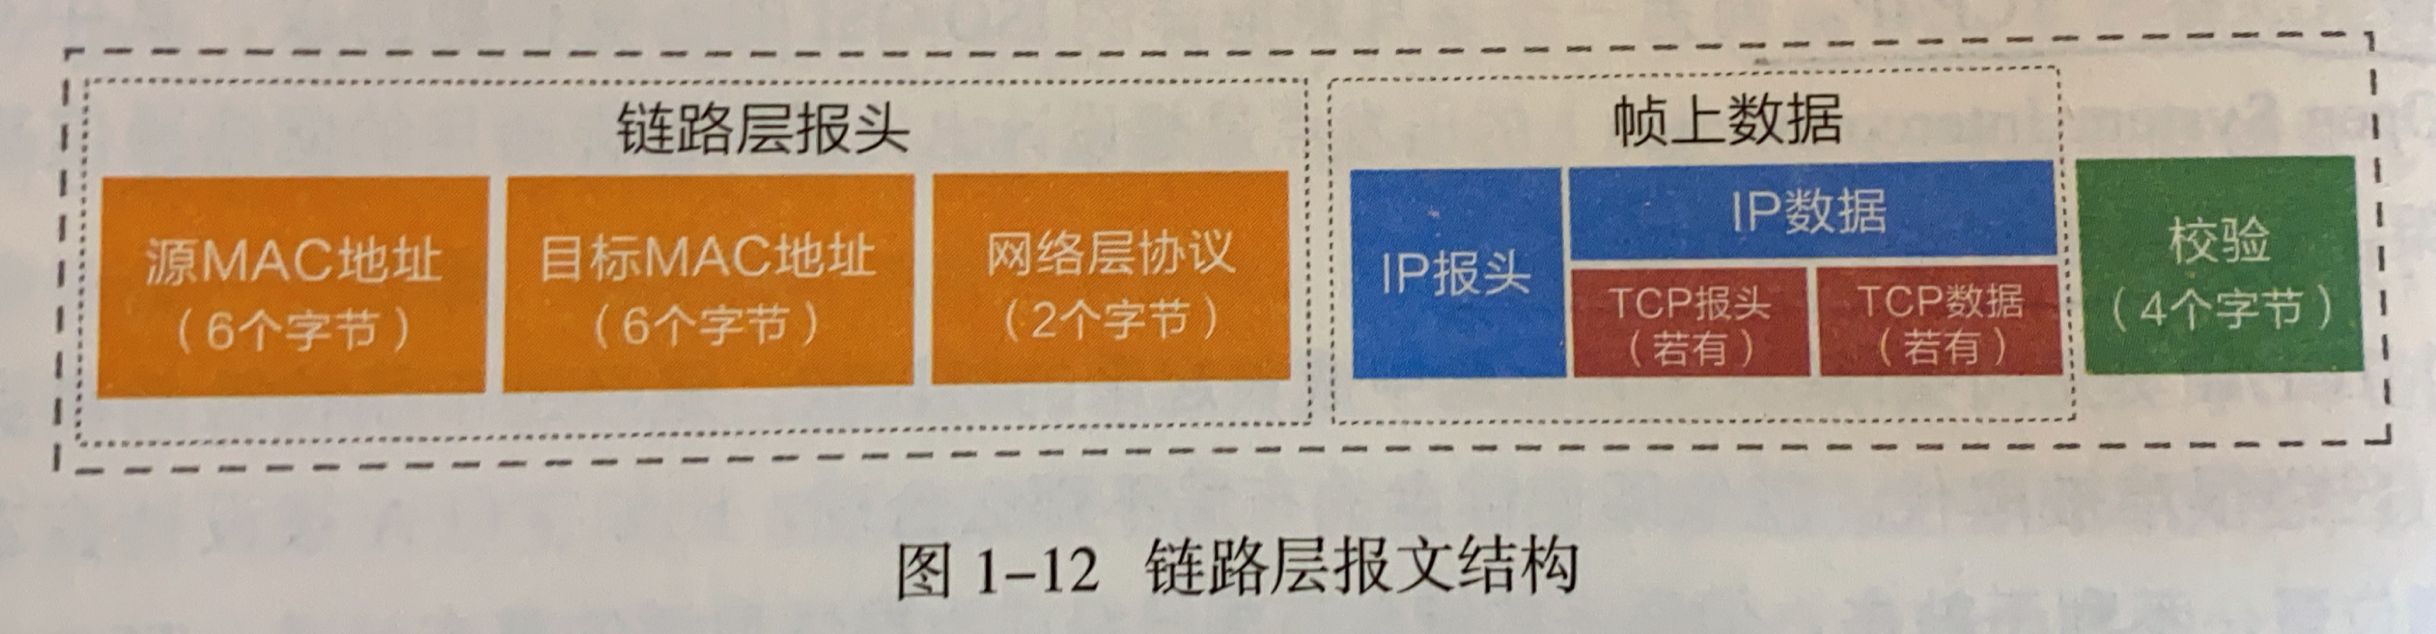 链路层报头
帧上数据
源MAC地址
（6个字节）
目标MAC地址
（6个字节）
网络层协议
（2个字节）
IP报头
IP数据
TCP报头
（若有）
TCP数据
（若有）
校验
（4个字节）
图 1-12 链路层报文结构